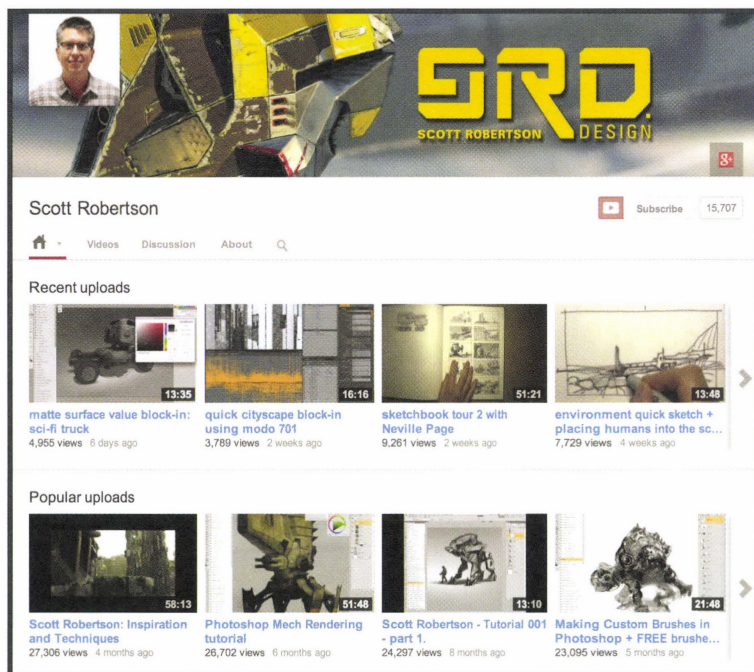 SRD.
SCOTT ROBERTSON DESIGN
g+
Scott Robertson
Subscribe 15,707
Videos Discussion About
Recent uploads
13:35 16:16 51:21 13:48
matte surface value block-in: sci-fi truck
4,955 views 6 days ago
quick cityscape block-in using modo 701
3,789 views 2 weeks ago
sketchbook tour 2 with Neville Page
9,261 views 2 weeks ago
environment quick sketch + placing humans into the sc...
7,729 views 4 weeks ago
Popular uploads
58:13 51:48 13:10 21:48
Scott Robertson: Inspiration and Techniques
27,306 views 4 months ago
Photoshop Mech Rendering tutorial
26,702 views 6 months ago
Scott Robertson - Tutorial 001 - part 1.
24,297 views 8 months ago
Making Custom Brushes in Photoshop + FREE brushe...
23,095 views 5 months ago